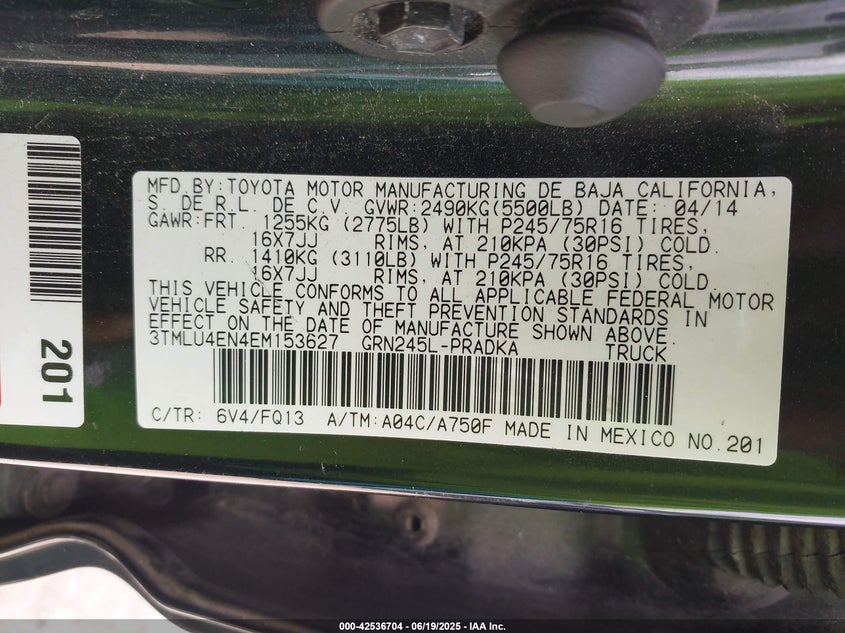 MFD.BY:TOYOTA MOTOR MANUFACTURING DE BAJA CALIFORNIA,
S. DE R.L. DE C.V. GVWR:2490KG(5500LB) DATE: 04/14
GAWR:FRT. 1255KG (2775LB) WITH P245/75R16 TIRES,
16X7JJ RIMS, AT 210KPA (30PSI) COLD.
RR. 1410KG (3110LB) WITH P245/75R16 TIRES,
16X7JJ RIMS, AT 210KPA (30PSI) COLD.
THIS VEHICLE CONFORMS TO ALL APPLICABLE FEDERAL MOTOR
VEHICLE SAFETY AND THEFT PREVENTION STANDARDS IN
EFFECT ON THE DATE OF MANUFACTURE SHOWN ABOVE.
3TMLU4EN4EM153627 GRN245L-PRADKA TRUCK
C/TR: 6V4/FQ13 A/TM:A04C/A750F MADE IN MEXICO NO.201
201
000-42536704 - 06/19/2025 - IAA Inc.